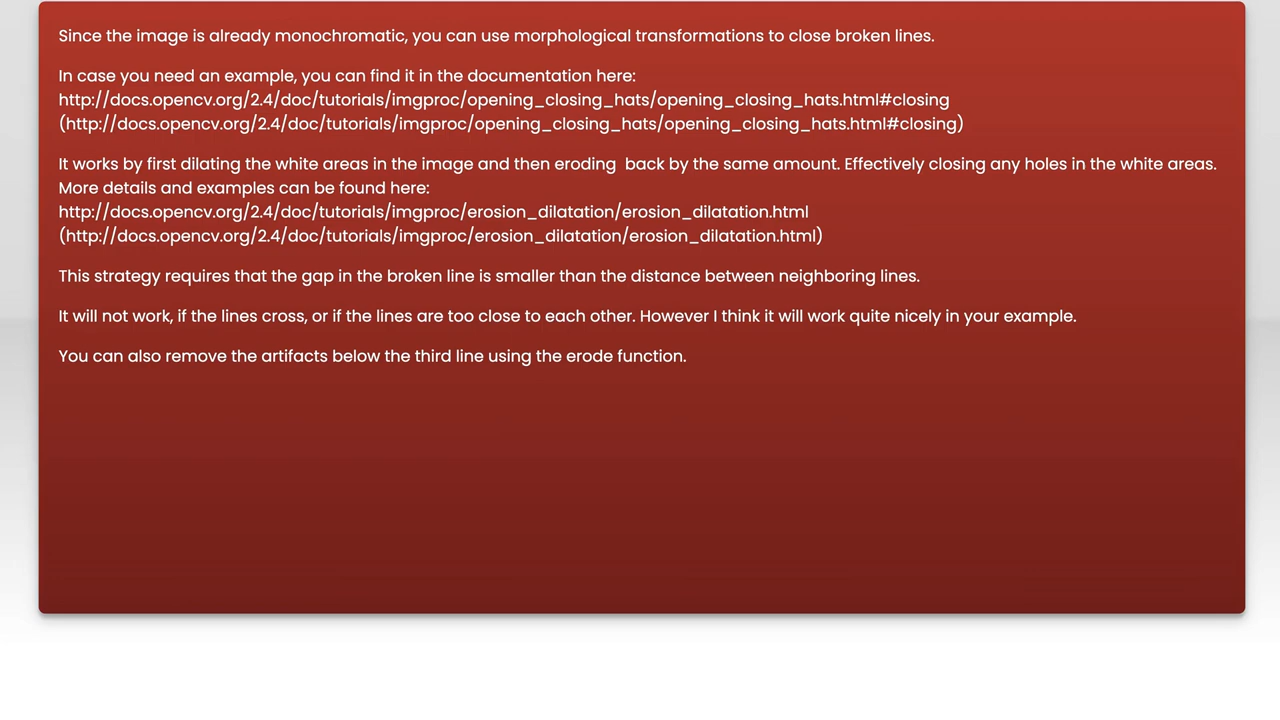 Since the image is already monochromatic, you can use morphological transformations to close broken lines.
In case you need an example, you can find it in the documentation here:
http://docs.opencv.org/2.4/doc/tutorials/imgproc/opening_closing_hats/opening_closing_hats.html#closing
(http://docs.opencv.org/2.4/doc/tutorials/imgproc/opening_closing_hats/opening_closing_hats.html#closing)
It works by first dilating the white areas in the image and then eroding  back by the same amount. Effectively closing any holes in the white areas.
More details and examples can be found here:
http://docs.opencv.org/2.4/doc/tutorials/imgproc/erosion_dilatation/erosion_dilatation.html
(http://docs.opencv.org/2.4/doc/tutorials/imgproc/erosion_dilatation/erosion_dilatation.html)
This strategy requires that the gap in the broken line is smaller than the distance between neighboring lines.
It will not work, if the lines cross, or if the lines are too close to each other. However I think it will work quite nicely in your example.
You can also remove the artifacts below the third line using the erode function.